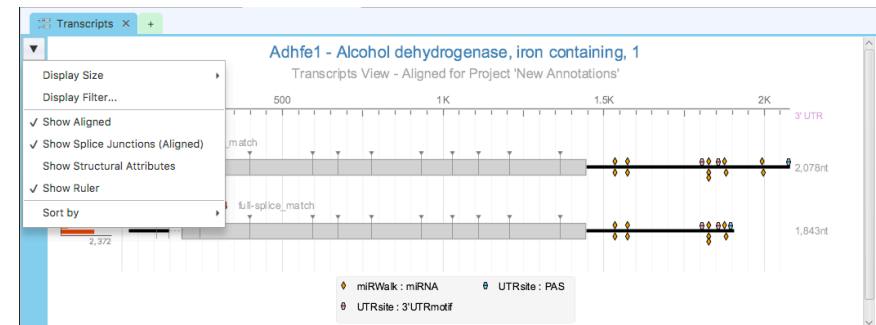 Transcripts × +
▼
Adhfe1 - Alcohol dehydrogenase, iron containing, 1
Transcripts View - Aligned for Project 'New Annotations'
Display Size
Display Filter...
✓ Show Aligned
✓ Show Splice Junctions (Aligned)
Show Structural Attributes
✓ Show Ruler
Sort by
500 1K 1.5K 2K
3' UTR
_match
2,078nt
full-splice_match
1,843nt
2,372
miRWalk : miRNA UTRsite : PAS
UTRsite : 3'UTRmotif